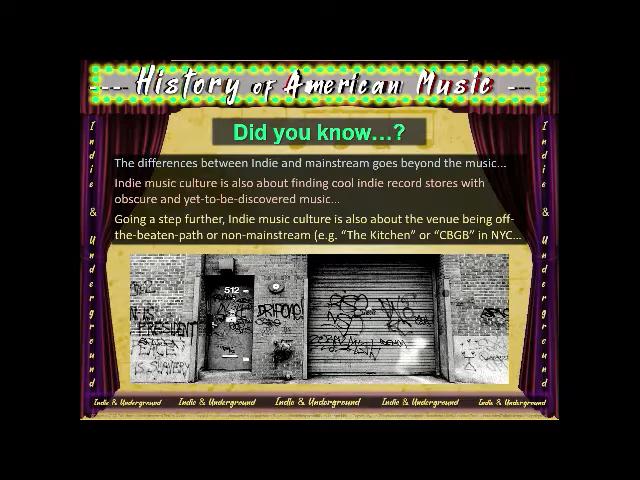 History of American Music
Did you know...?
The differences between Indie and mainstream goes beyond the music...
Indie music culture is also about finding cool indie record stores with
obscure and yet-to-be-discovered music...
Going a step further, Indie music culture is also about the venue being off-
the-beaten-path or non-mainstream (e.g. “The Kitchen” or “CBGB” in NYC...
Indie & Underground
Indie & Underground
512
DRIPONG
PRESIDENT
Indie & Underground Indie & Underground Indie & Underground Indie & Underground Indie & Underground